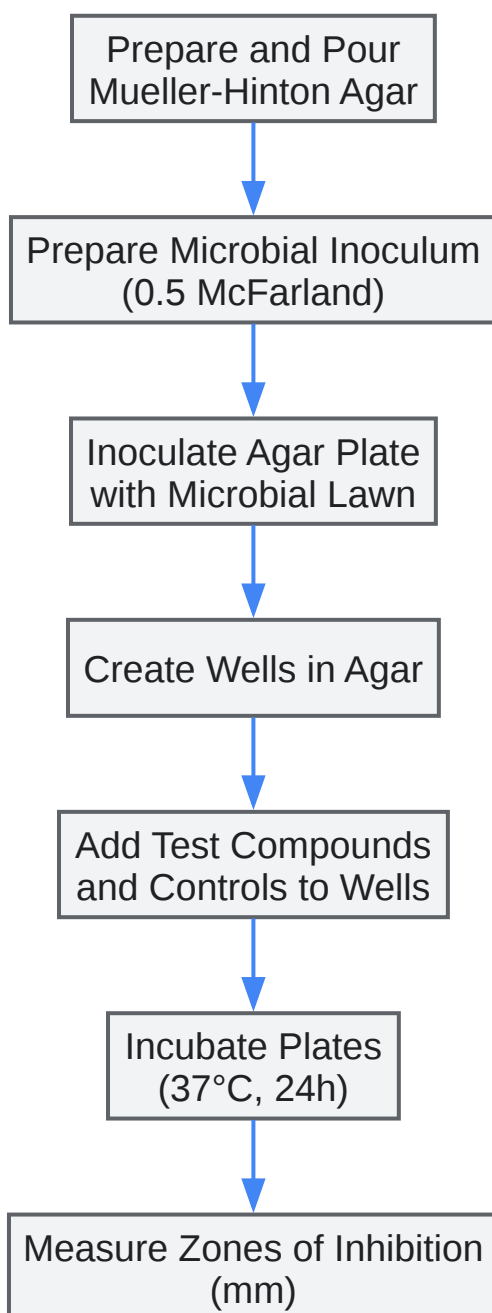 Prepare and Pour
Mueller-Hinton Agar
Prepare Microbial Inoculum
(0.5 McFarland)
Inoculate Agar Plate
with Microbial Lawn
Create Wells in Agar
Add Test Compounds
and Controls to Wells
Incubate Plates
(37°C, 24h)
Measure Zones of Inhibition
(mm)